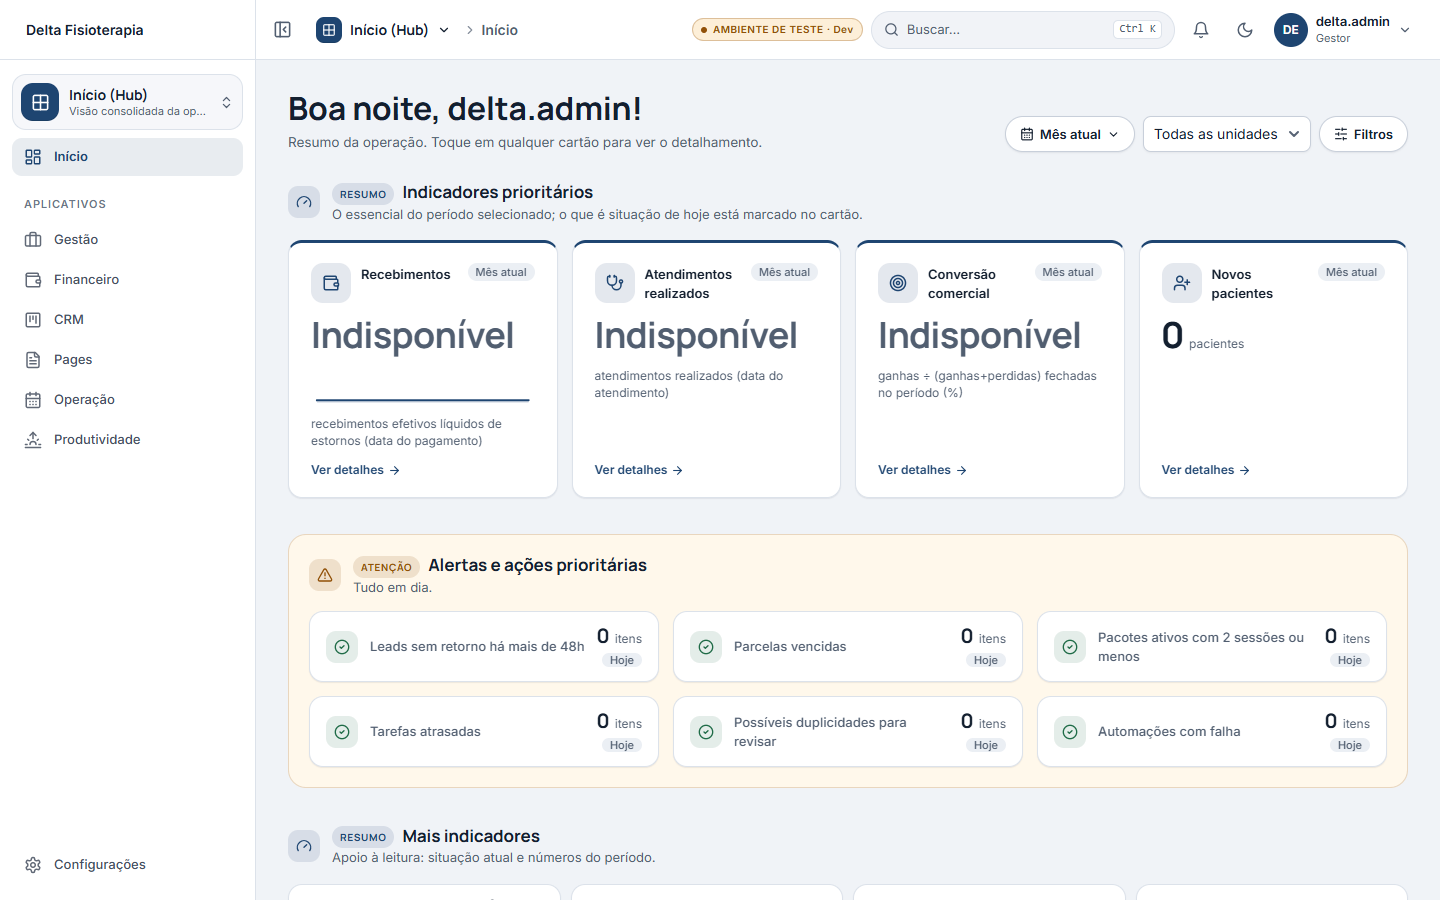 Delta Fisioterapia
Início (Hub)
Início
AMBIENTE DE TESTE · Dev
Buscar...
Ctrl K
DE
delta.admin
Gestor
Início (Hub)
Visão consolidada da op...
Início
APLICATIVOS
Gestão
Financeiro
CRM
Pages
Operação
Produtividade
Configurações
Boa noite, delta.admin!
Resumo da operação. Toque em qualquer cartão para ver o detalhamento.
Mês atual
Todas as unidades
Filtros
RESUMO
Indicadores prioritários
O essencial do período selecionado; o que é situação de hoje está marcado no cartão.
Recebimentos
Mês atual
Indisponível
recebimentos efetivos líquidos de
estornos (data do pagamento)
Ver detalhes →
Atendimentos
realizados
Mês atual
Indisponível
atendimentos realizados (data do
atendimento)
Ver detalhes →
Conversão
comercial
Mês atual
Indisponível
ganhas ÷ (ganhas+perdidas) fechadas
no período (%)
Ver detalhes →
Novos
pacientes
Mês atual
0 pacientes
Ver detalhes →
ATENÇÃO
Alertas e ações prioritárias
Tudo em dia.
Leads sem retorno há mais de 48h
0 itens
Hoje
Parcelas vencidas
0 itens
Hoje
Pacotes ativos com 2 sessões ou
menos
0 itens
Hoje
Tarefas atrasadas
0 itens
Hoje
Possíveis duplicidades para
revisar
0 itens
Hoje
Automações com falha
0 itens
Hoje
RESUMO
Mais indicadores
Apoio à leitura: situação atual e números do período.